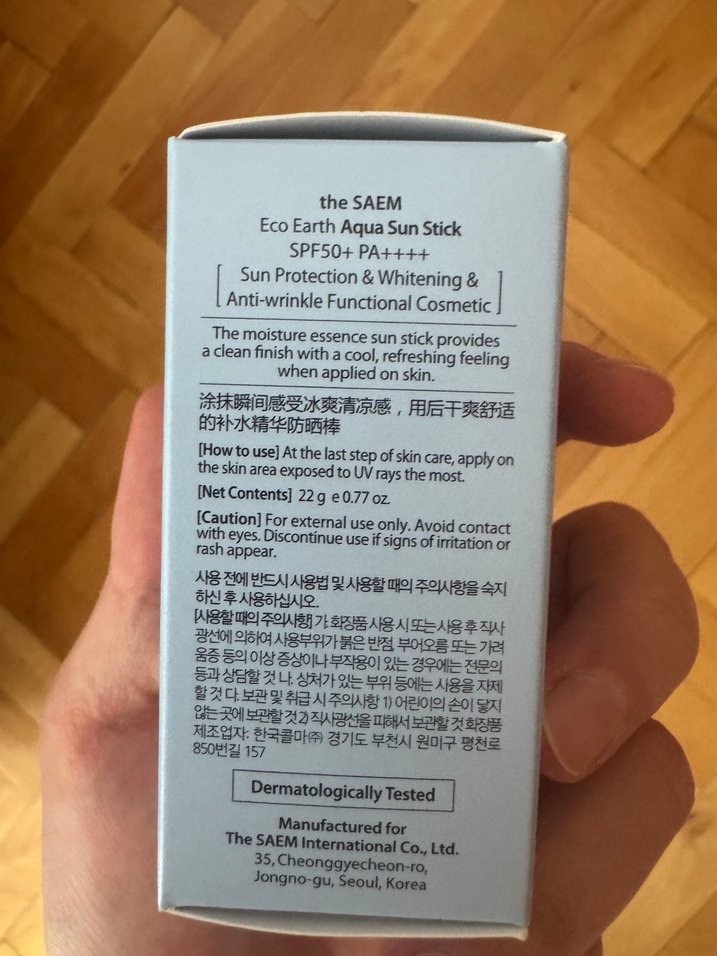 the SAEM
Eco Earth Aqua Sun Stick
SPF50+ PA++++
[ Sun Protection & Whitening &
Anti-wrinkle Functional Cosmetic ]
The moisture essence sun stick provides
a clean finish with a cool, refreshing feeling
when applied on skin.
涂抹瞬间感受冰爽清凉感，用后干爽舒适
的补水精华防晒棒
[How to use] At the last step of skin care, apply on
the skin area exposed to UV rays the most.
[Net Contents] 22 g e 0.77 oz.
[Caution] For external use only. Avoid contact
with eyes. Discontinue use if signs of irritation or
rash appear.
사용 전에 반드시 사용법 및 사용할 때의 주의사항을 숙지
하신 후 사용하십시오.
[사용할 때의 주의사항] 가. 화장품 사용 시 또는 사용 후 직사
광선에 의하여 사용부위가 붉은 반점, 부어오름 또는 가려
움증 등의 이상 증상이나 부작용이 있는 경우에는 전문의
등과 상담할 것 나. 상처가 있는 부위 등에는 사용을 자제
할 것 다. 보관 및 취급 시 주의사항 1) 어린이의 손이 닿지
않는 곳에 보관할 것 2) 직사광선을 피해서 보관할 것 화장품
제조업자: 한국콜마㈜ 경기도 부천시 원미구 평천로
850번길 157
Dermatologically Tested
Manufactured for
The SAEM International Co., Ltd.
35, Cheonggyecheon-ro,
Jongno-gu, Seoul, Korea